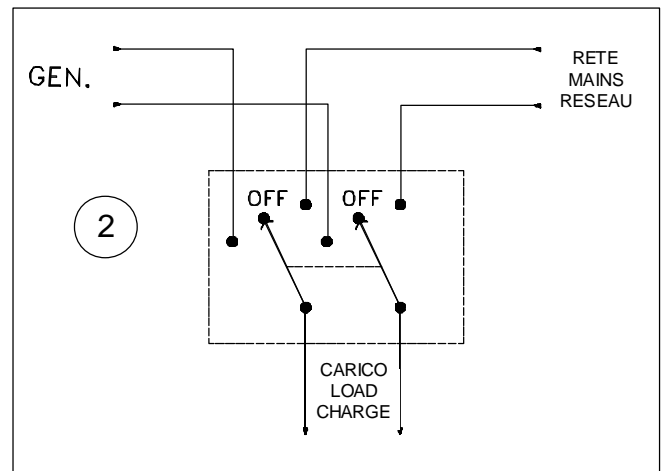 GEN.
RETE
MAINS
RESEAU
OFF OFF
2
CARICO
LOAD
CHARGE